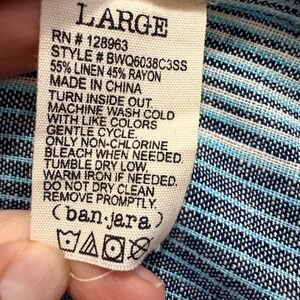 LARGE
RN # 128963
STYLE # BWQ6038C3SS
55% LINEN 45% RAYON
MADE IN CHINA
TURN INSIDE OUT.
MACHINE WASH COLD
WITH LIKE COLORS
GENTLE CYCLE.
ONLY NON-CHLORINE
BLEACH WHEN NEEDED.
TUMBLE DRY LOW
WARM IRON IF NEEDED.
DO NOT DRY CLEAN
REMOVE PROMPTLY.
(ban·jara)